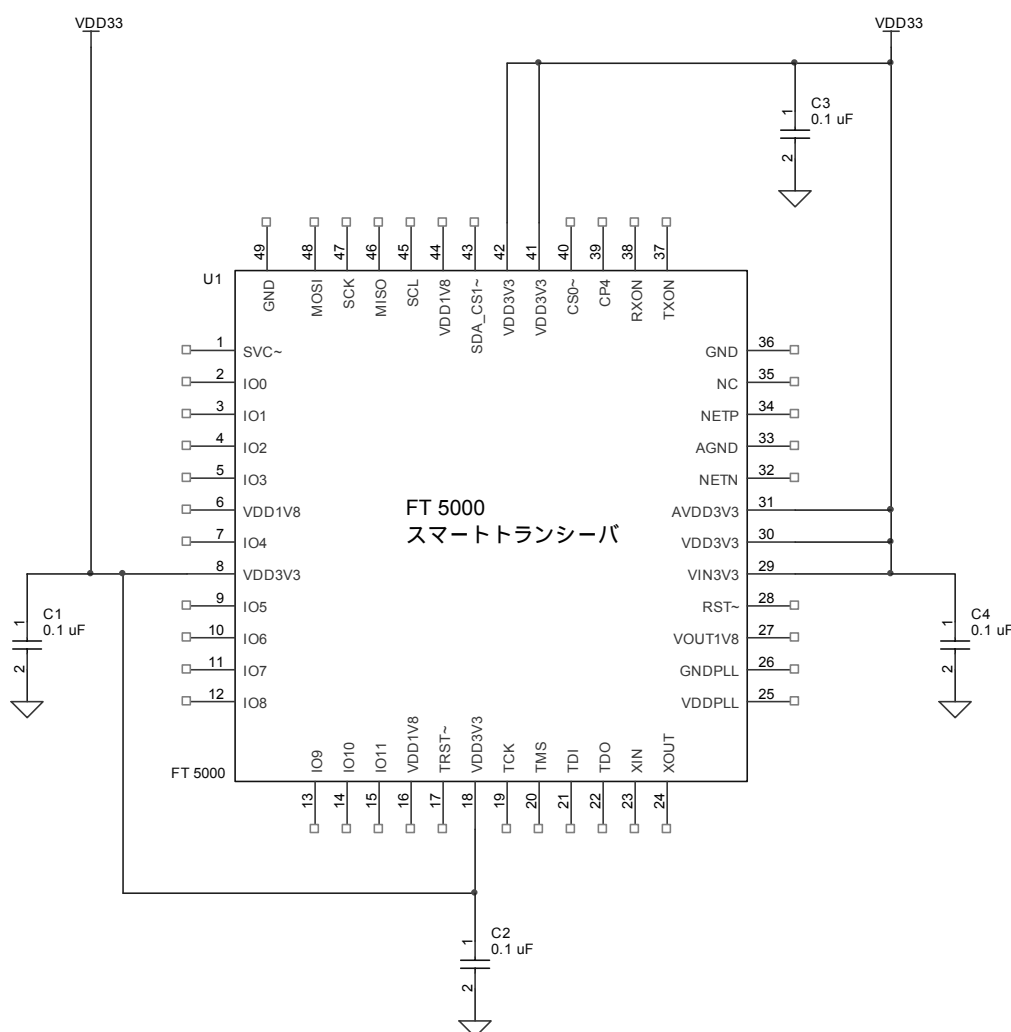 VDD33
VDD33
1
C3
0.1 uF
2
49
48
47
46
45
44
43
42
41
40
39
38
37
U1
GND
MOSI
SCK
MISO
SCL
VDD1V8
SDA_CS1~
VDD3V3
VDD3V3
CS0~
CP4
RXON
TXON
1 SVC~
2 IO0
3 IO1
4 IO2
5 IO3
6 VDD1V8
7 IO4
8 VDD3V3
9 IO5
10 IO6
11 IO7
12 IO8
FT 5000
スマートトランシーバ
GND 36
NC 35
NETP 34
AGND 33
NETN 32
AVDD3V3 31
VDD3V3 30
VIN3V3 29
RST~ 28
VOUT1V8 27
GNDPLL 26
VDDPLL 25
1
C1
0.1 uF
2
1
C4
0.1 uF
2
IO9
IO10
IO11
VDD1V8
TRST~
VDD3V3
TCK
TMS
TDI
TDO
XIN
XOUT
FT 5000
13
14
15
16
17
18
19
20
21
22
23
24
1
C2
0.1 uF
2